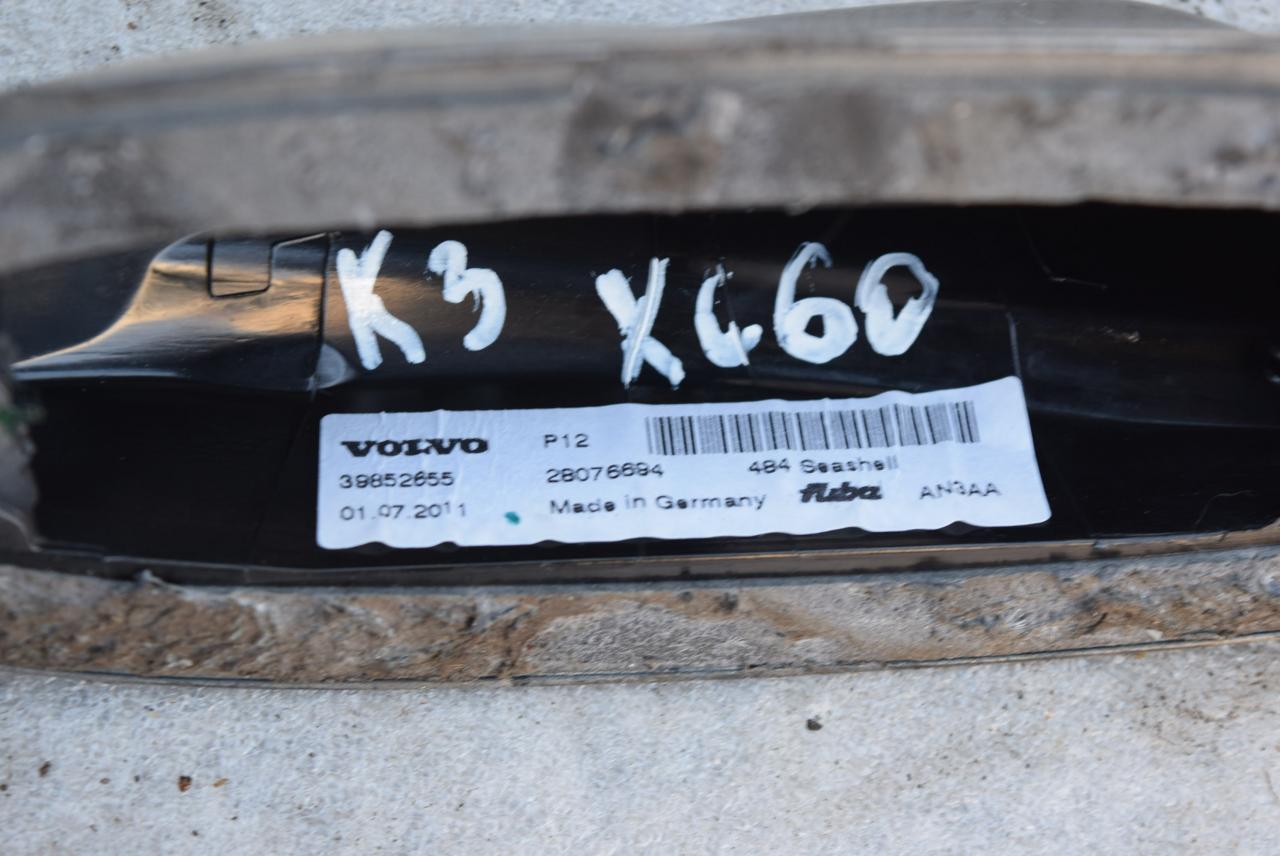 K3 XC60
VOLVO P12
39852655 28076694 484 Seashell
01.07.2011 Made in Germany fuba AN3AA